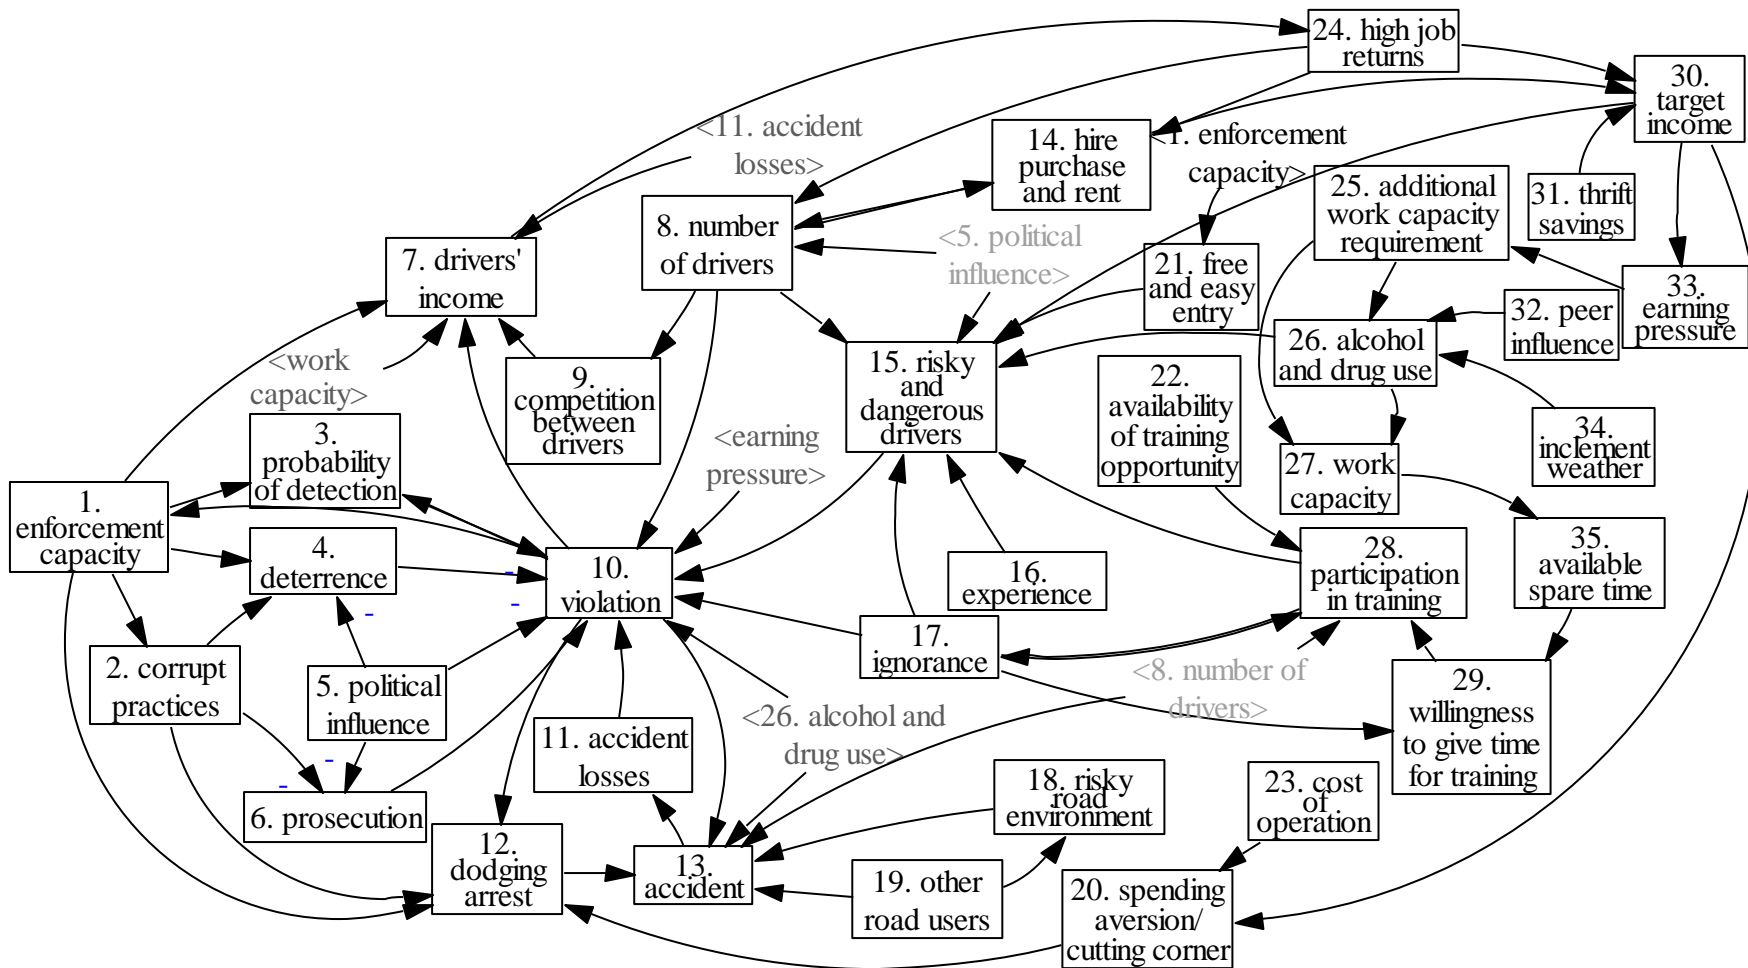 24. high job
returns
30.
target
income
<11. accident
losses>
14. hire
purchase
and rent
<1. enforcement
capacity>
25. additional
work capacity
requirement
31. thrift
savings
8. number
of drivers
<5. political
influence>
7. drivers'
income
21. free
and easy
entry
33.
earning
pressure
32. peer
influence
26. alcohol
and drug use
<work
capacity>
9.
competition
between
drivers
15. risky
and
dangerous
drivers
22.
availability
of training
opportunity
34.
inclement
weather
3.
probability
of detection
<earning
pressure>
27. work
capacity
1.
enforcement
capacity
4.
deterrence
10.
violation
16.
experience
28.
participation
in training
35.
available
spare time
-
-
-
2. corrupt
practices
5. political
influence
17.
ignorance
<8. number of
drivers>
29.
willingness
to give time
for training
11. accident
losses
<26. alcohol and
drug use>
-
-
6. prosecution
18. risky
road
environment
23. cost
of
operation
12.
dodging
arrest
13.
accident
19. other
road users
20. spending
aversion/
cutting corner